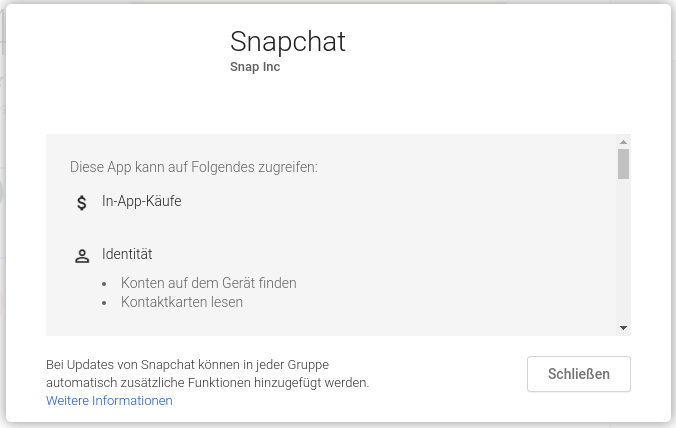 Snapchat
Snap Inc
Diese App kann auf Folgendes zugreifen:
In-App-Käufe
Identität
• Konten auf dem Gerät finden
• Kontaktkarten lesen
Bei Updates von Snapchat können in jeder Gruppe
automatisch zusätzliche Funktionen hinzugefügt werden.
Weitere Informationen
Schließen